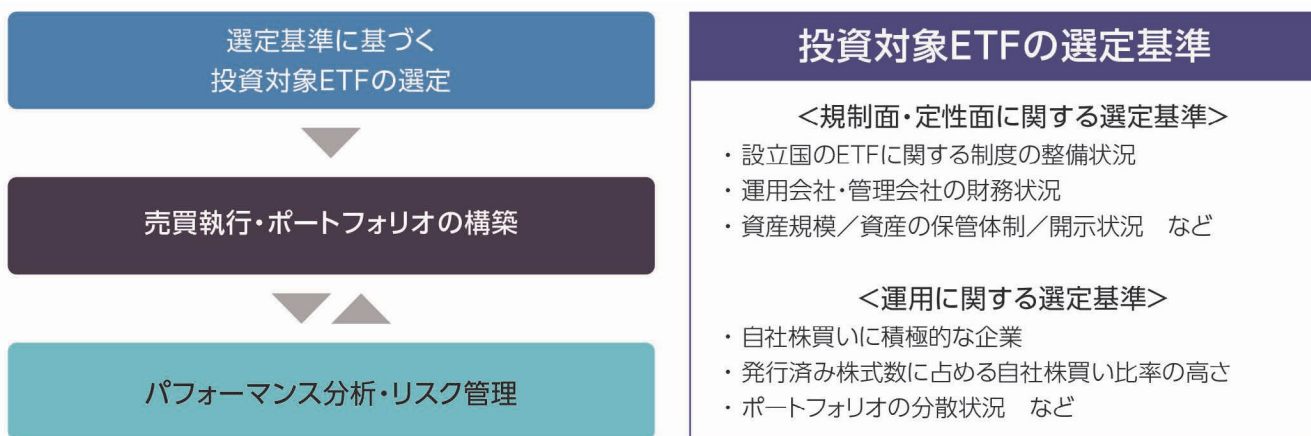 選定基準に基づく
投資対象ETFの選定
売買執行・ポートフォリオの構築
パフォーマンス分析・リスク管理
投資対象ETFの選定基準
<規制面・定性面に関する選定基準>
・設立国のETFに関する制度の整備状況
・運用会社・管理会社の財務状況
・資産規模／資産の保管体制／開示状況　など
<運用に関する選定基準>
・自社株買いに積極的な企業
・発行済み株式数に占める自社株買い比率の高さ
・ポートフォリオの分散状況　など